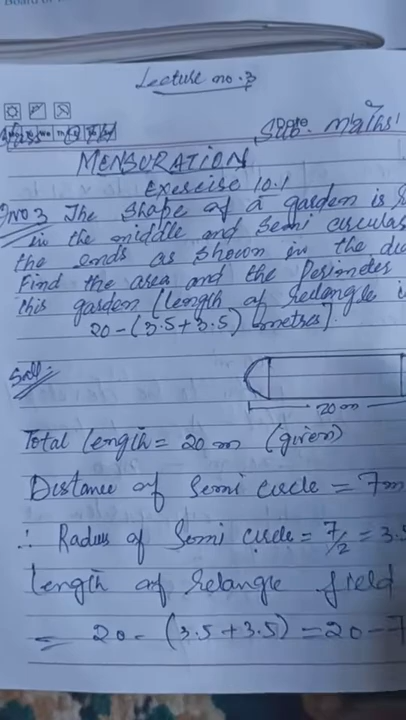 Lecture no. 3
Sub: maths
MENSURATION
Exercise 10.1
NO 3 The shape of a garden is
in the middle and semi circular
the ends as shown in the
Find the area and the Perimeter
this garden [length of Rectangle i
20 - (3.5 + 3.5) metres].
Soll:-
20 m
Total length = 20 m (given)
Distance of Semi circle = 7m
∴ Radius of Semi circle = 7/2 = 3.
length of Relangle field
= 20 - (3.5 + 3.5) = 20 - 7